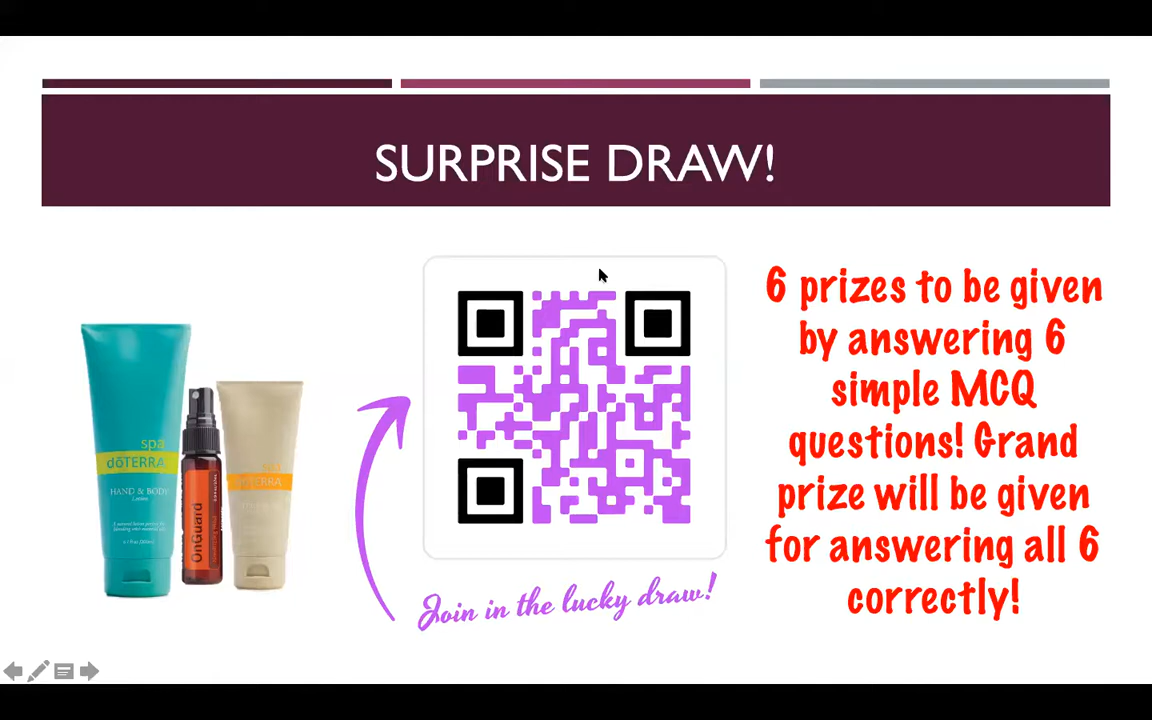 SURPRISE DRAW!
spa
dōTERRA
HAND & BODY
Lotion
OnGuard
spa
dōTERRA
6 prizes to be given
by answering 6
simple MCQ
questions! Grand
prize will be given
for answering all 6
correctly!
Join in the lucky draw!